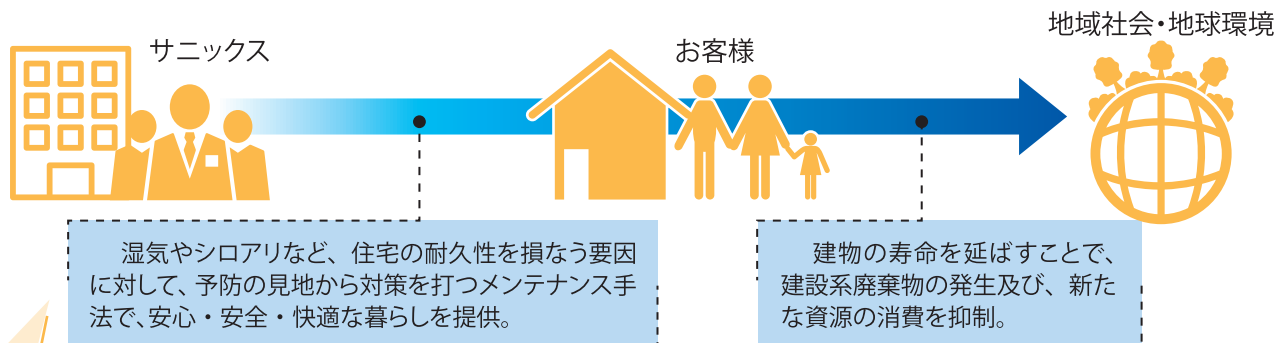 サニックス
お客様
地域社会・地球環境
湿気やシロアリなど、住宅の耐久性を損なう要因
に対して、予防の見地から対策を打つメンテナンス手
法で、安心・安全・快適な暮らしを提供。
建物の寿命を延ばすことで、
建設系廃棄物の発生及び、新た
な資源の消費を抑制。